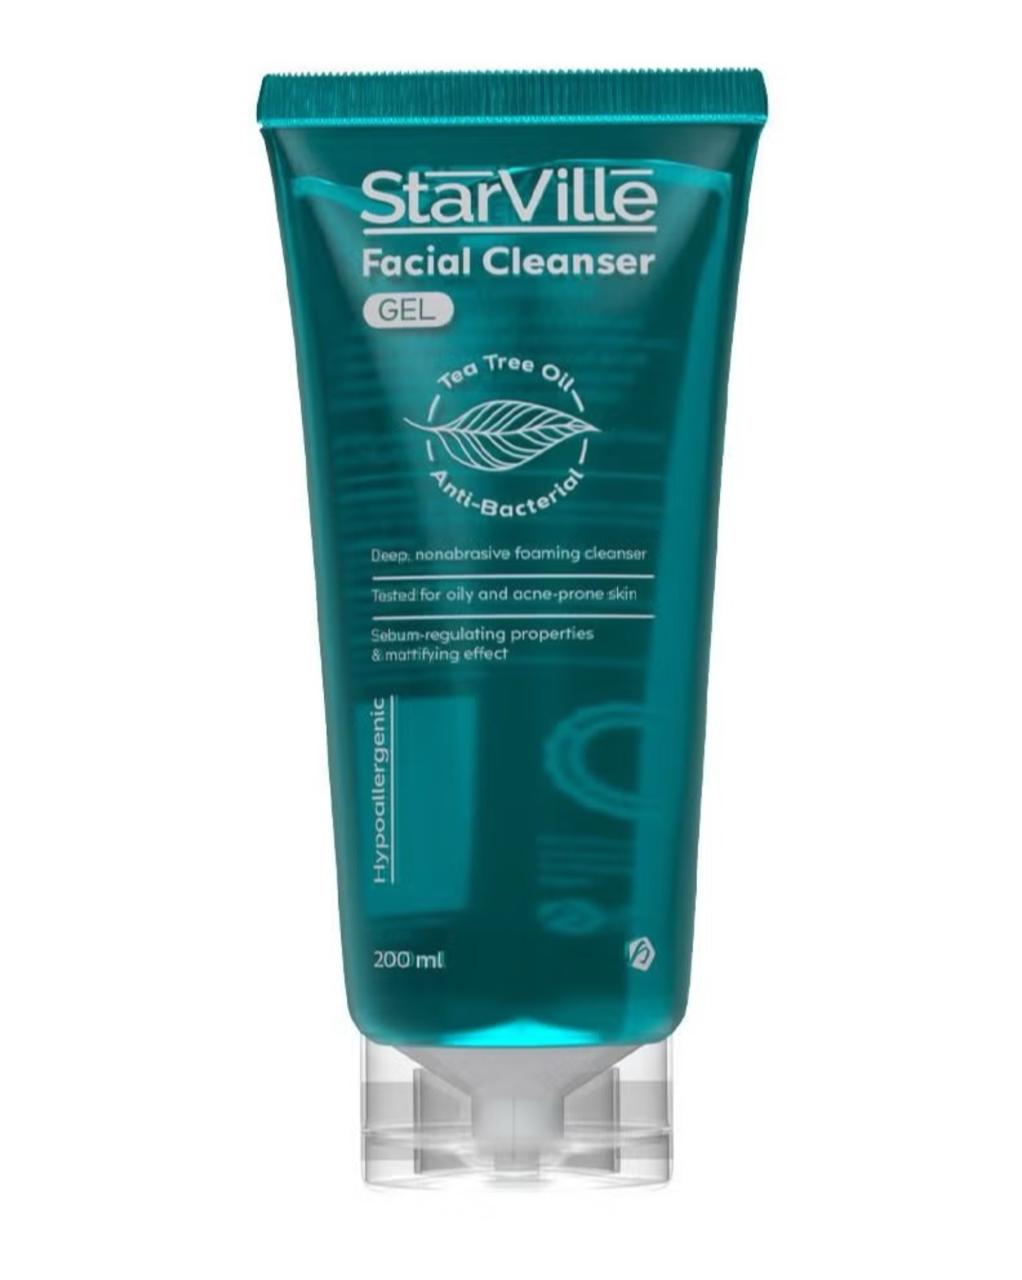 StarVille
Facial Cleanser
GEL
Tea Tree Oil
Anti-Bacterial
Deep, nonabrasive foaming cleanser
Tested for oily and acne-prone skin
Sebum-regulating properties
& mattifying effect
Hypoallergenic
200 ml